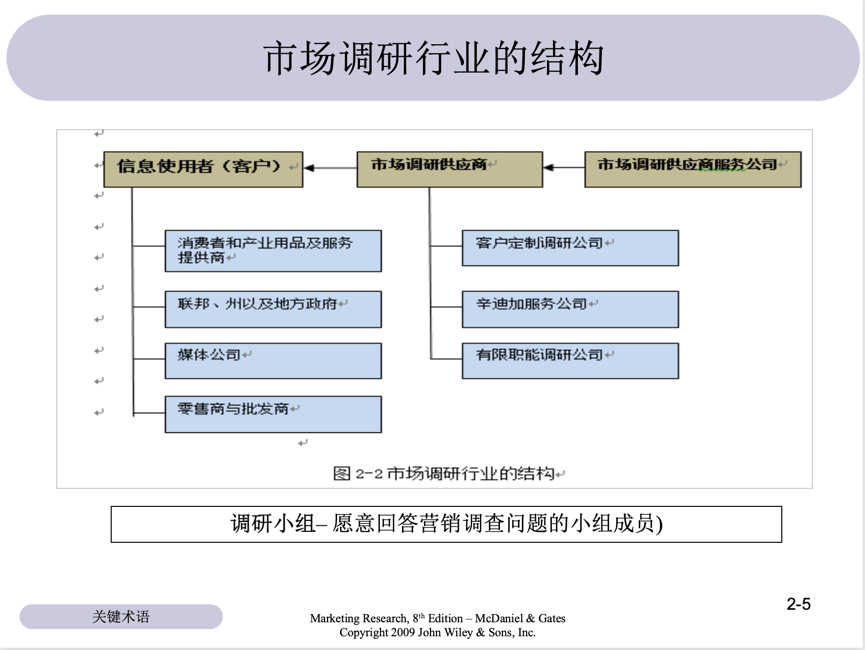 市场调研行业的结构
信息使用者（客户）
市场调研供应商
市场调研供应商服务公司
消费者和产业用品及服务
提供商
客户定制调研公司
联邦、州以及地方政府
辛迪加服务公司
媒体公司
有限职能调研公司
零售商与批发商
图 2-2 市场调研行业的结构
调研小组– 愿意回答营销调查问题的小组成员)
2-5
关键术语
Marketing Research, 8th Edition – McDaniel & Gates
Copyright 2009 John Wiley & Sons, Inc.